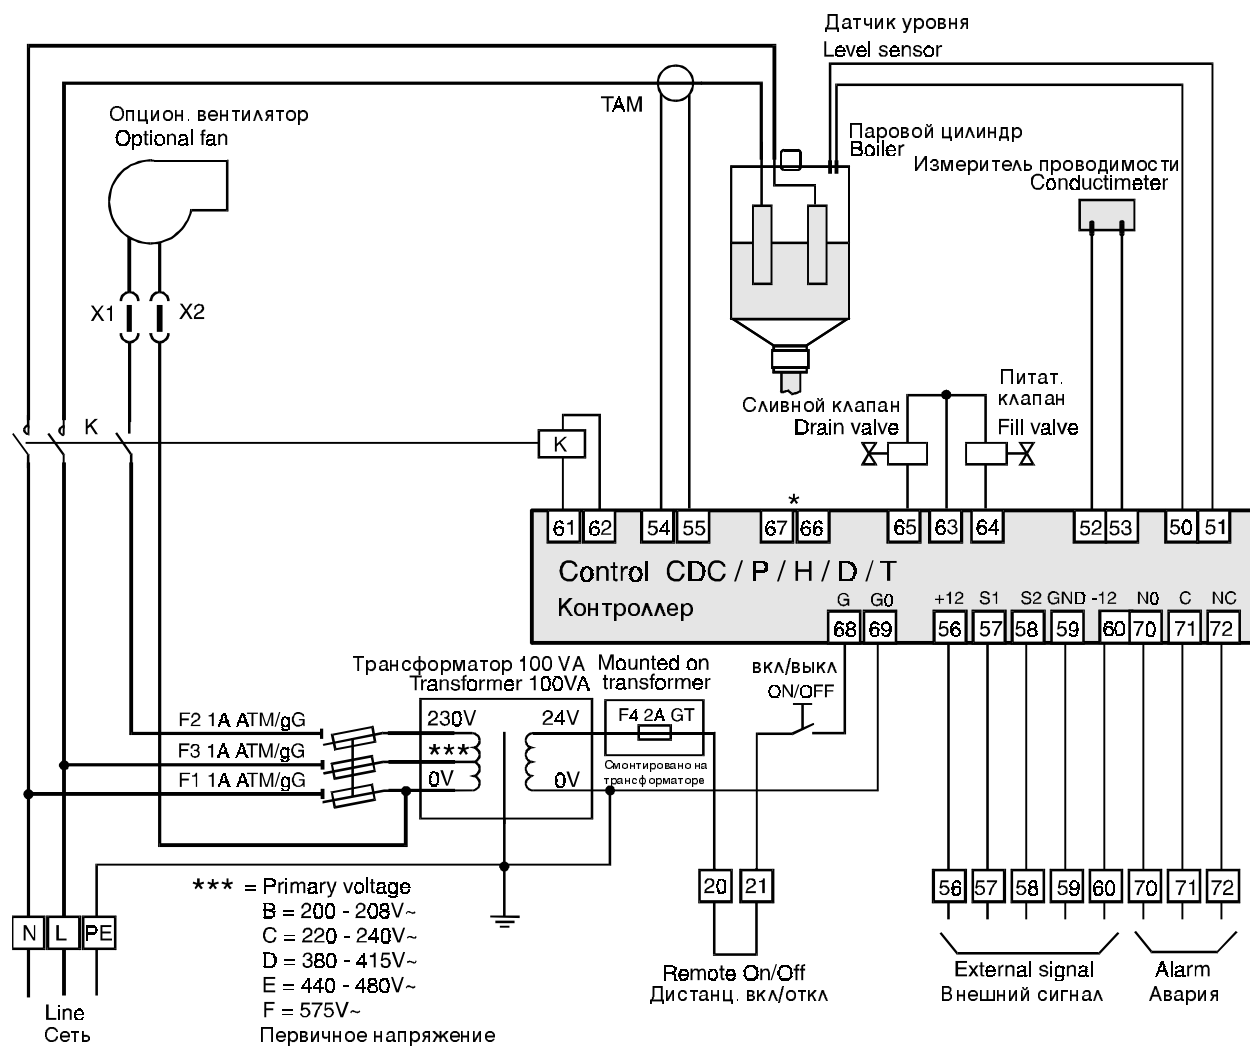 Датчик уровня
Level sensor
TAM
Опцион. вентилятор
Optional fan
Паровой цилиндр
Boiler
Измеритель проводимости
Conductimeter
X1
X2
Питат.
клапан
Fill valve
Сливной клапан
Drain valve
K
K
*
61 62 54 55 67 66 65 63 64 52 53 50 51
Control CDC / P / H / D / T
Контроллер
G G0 +12 S1 S2 GND -12 N0 C NC
68 69 56 57 58 59 60 70 71 72
Трансформатор 100 VA
Transformer 100VA
Mounted on
transformer
вкл/выкл
ON/OFF
F2 1A ATM/gG
F3 1A ATM/gG
F1 1A ATM/gG
230V
***
0V
24V
0V
F4 2A GT
Смонтировано на
трансформаторе
20 21
56 57 58 59 60 70 71 72
*** = Primary voltage
B = 200 - 208V~
C = 220 - 240V~
D = 380 - 415V~
E = 440 - 480V~
F = 575V~
Первичное напряжение
N L PE
Line
Сеть
Remote On/Off
Дистанц. вкл/откл
External signal
Внешний сигнал
Alarm
Авария